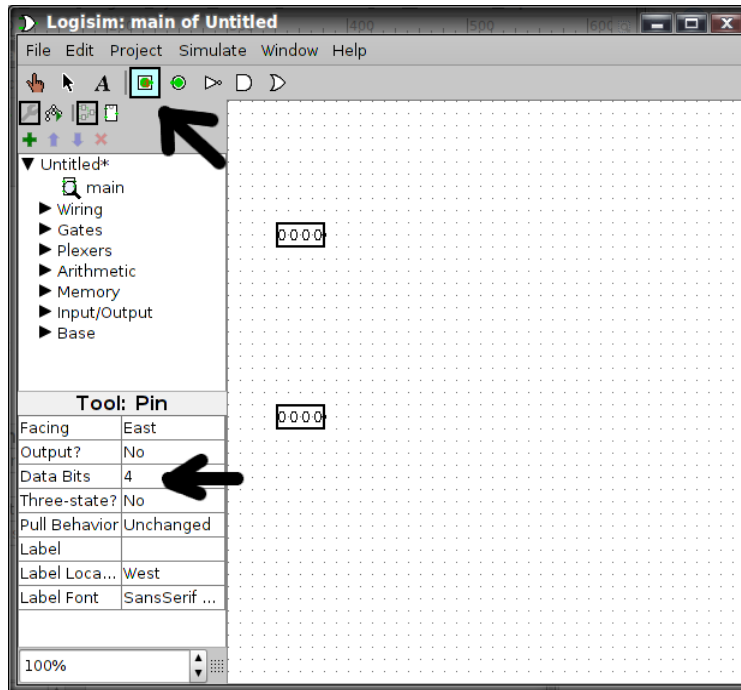 Logisim: main of Untitled
400
500
600
File Edit Project Simulate Window Help
A
Untitled*
main
Wiring
Gates
Plexers
Arithmetic
Memory
Input/Output
Base
0000
0000
Tool: Pin
Facing East
Output? No
Data Bits 4
Three-state? No
Pull Behavior Unchanged
Label
Label Loca... West
Label Font SansSerif ...
100%